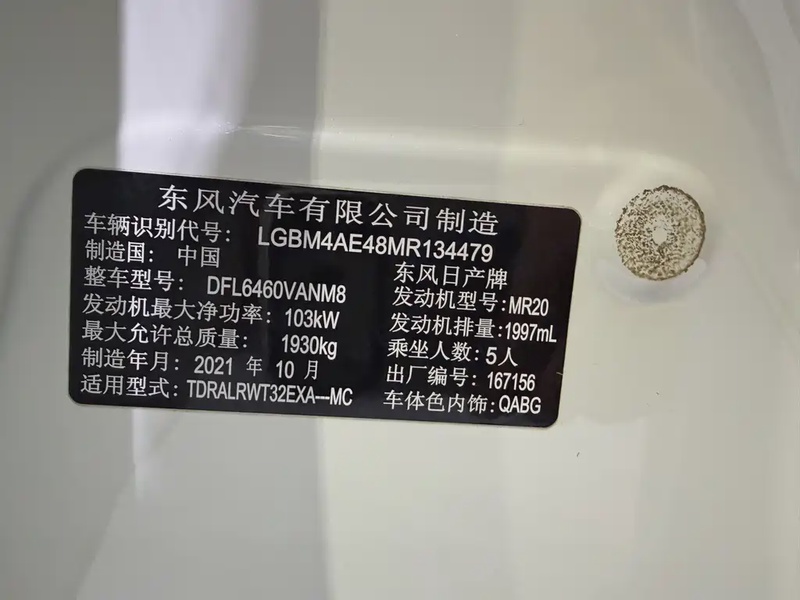 东风汽车有限公司制造
车辆识别代号: LGBM4AE48MR134479
制造国: 中国 东风日产牌
整车型号: DFL6460VANM8 发动机型号:MR20
发动机最大净功率: 103kW 发动机排量:1997mL
最大允许总质量: 1930kg 乘坐人数:5人
制造年月: 2021 年 10 月 出厂编号: 167156
适用型式: TDRALRWT32EXA---MC 车体色内饰:QABG